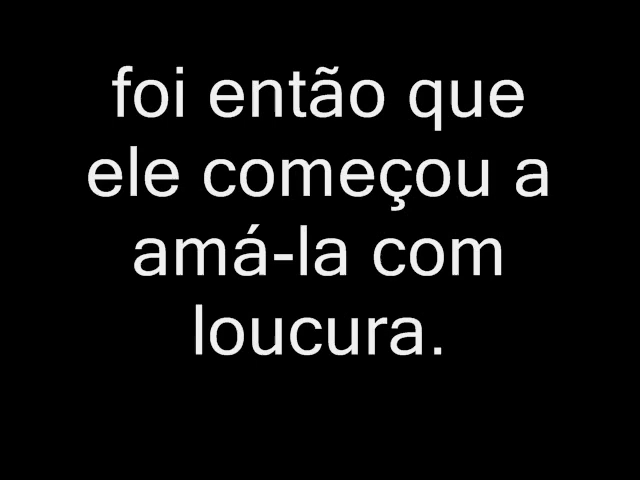 foi então que
ele começou a
amá-la com
loucura.